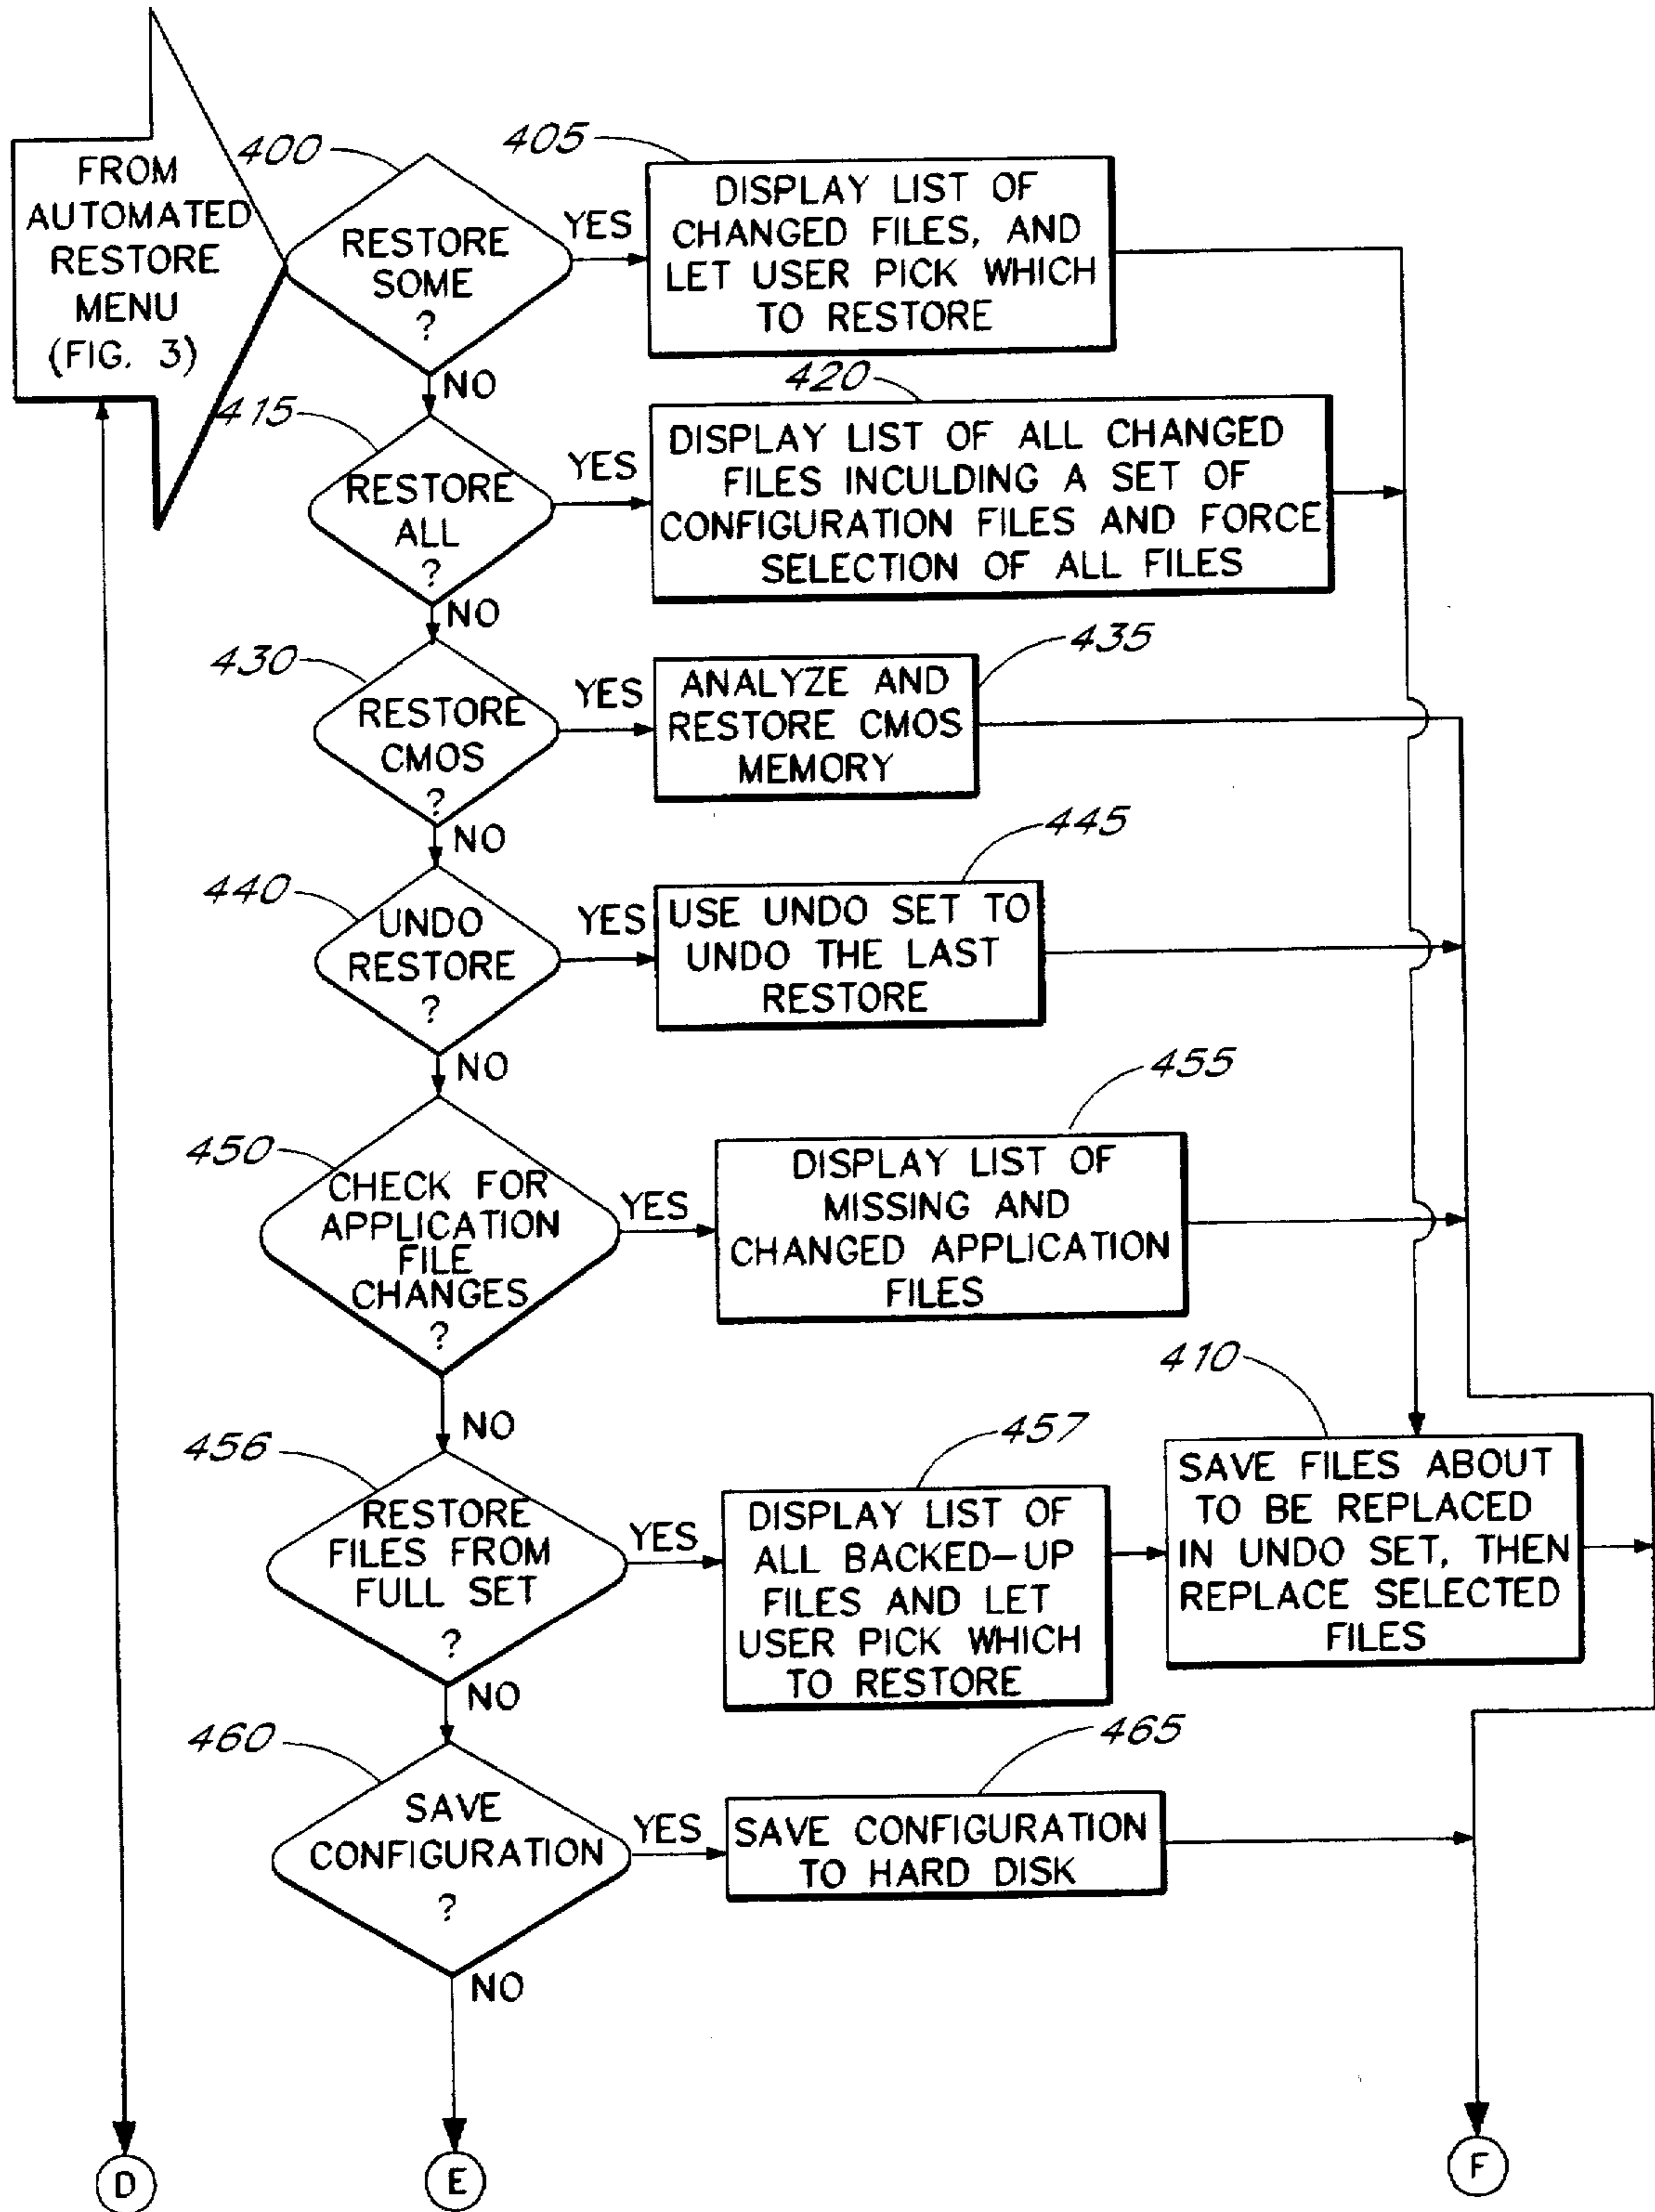 FROM
AUTOMATED
RESTORE
MENU
(FIG. 3)
400
RESTORE
SOME
?
YES
NO
405
DISPLAY LIST OF
CHANGED FILES, AND
LET USER PICK WHICH
TO RESTORE
415
RESTORE
ALL
?
YES
NO
420
DISPLAY LIST OF ALL CHANGED
FILES INCULDING A SET OF
CONFIGURATION FILES AND FORCE
SELECTION OF ALL FILES
430
RESTORE
CMOS
?
YES
NO
435
ANALYZE AND
RESTORE CMOS
MEMORY
440
UNDO
RESTORE
?
YES
NO
445
USE UNDO SET TO
UNDO THE LAST
RESTORE
450
CHECK FOR
APPLICATION
FILE
CHANGES
?
YES
NO
455
DISPLAY LIST OF
MISSING AND
CHANGED APPLICATION
FILES
456
RESTORE
FILES FROM
FULL SET
?
YES
NO
457
DISPLAY LIST OF
ALL BACKED-UP
FILES AND LET
USER PICK WHICH
TO RESTORE
410
SAVE FILES ABOUT
TO BE REPLACED
IN UNDO SET, THEN
REPLACE SELECTED
FILES
460
SAVE
CONFIGURATION
?
YES
NO
465
SAVE CONFIGURATION
TO HARD DISK
D
E
F